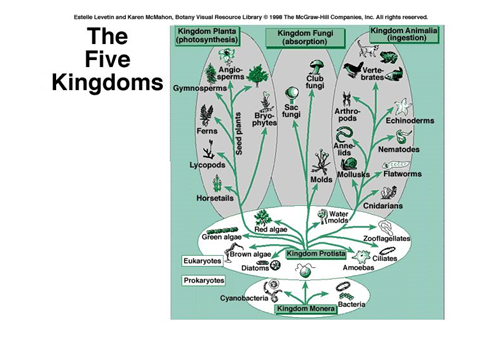 Estelle Levetin and Karen McMahon, Botany Visual Resource Library © 1998 The McGraw-Hill Companies, Inc. All rights reserved.
The
Five
Kingdoms
Kingdom Planta
(photosynthesis)
Kingdom Fungi
(absorption)
Kingdom Animalia
(ingestion)
Angio-
sperms
Gymnosperms
Bryo-
phytes
Ferns
Seed plants
Lycopods
Horsetails
Club
fungi
Sac
fungi
Molds
Verte-
brates
Arthro-
pods
Echinoderms
Anne-
lids
Nematodes
Mollusks
Flatworms
Cnidarians
Water
molds
Red algae
Green algae
Zooflagellates
Brown algae
Kingdom Protista
Ciliates
Eukaryotes
Diatoms
Amoebas
Prokaryotes
Cyanobacteria
Bacteria
Kingdom Monera